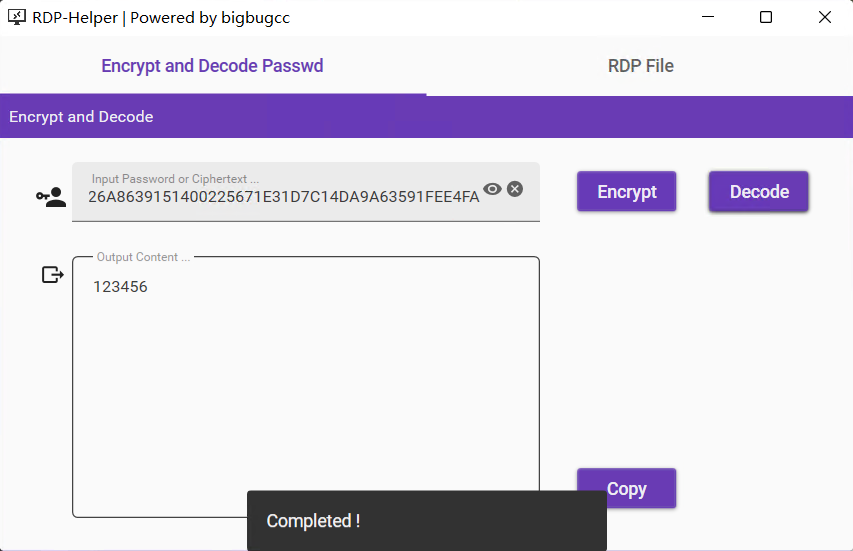 RDP-Helper | Powered by bigbugcc
Encrypt and Decode Passwd
RDP File
Encrypt and Decode
Input Password or Ciphertext ...
26A8639151400225671E31D7C14DA9A63591FEE4FA
Encrypt
Decode
Output Content ...
123456
Copy
Completed !